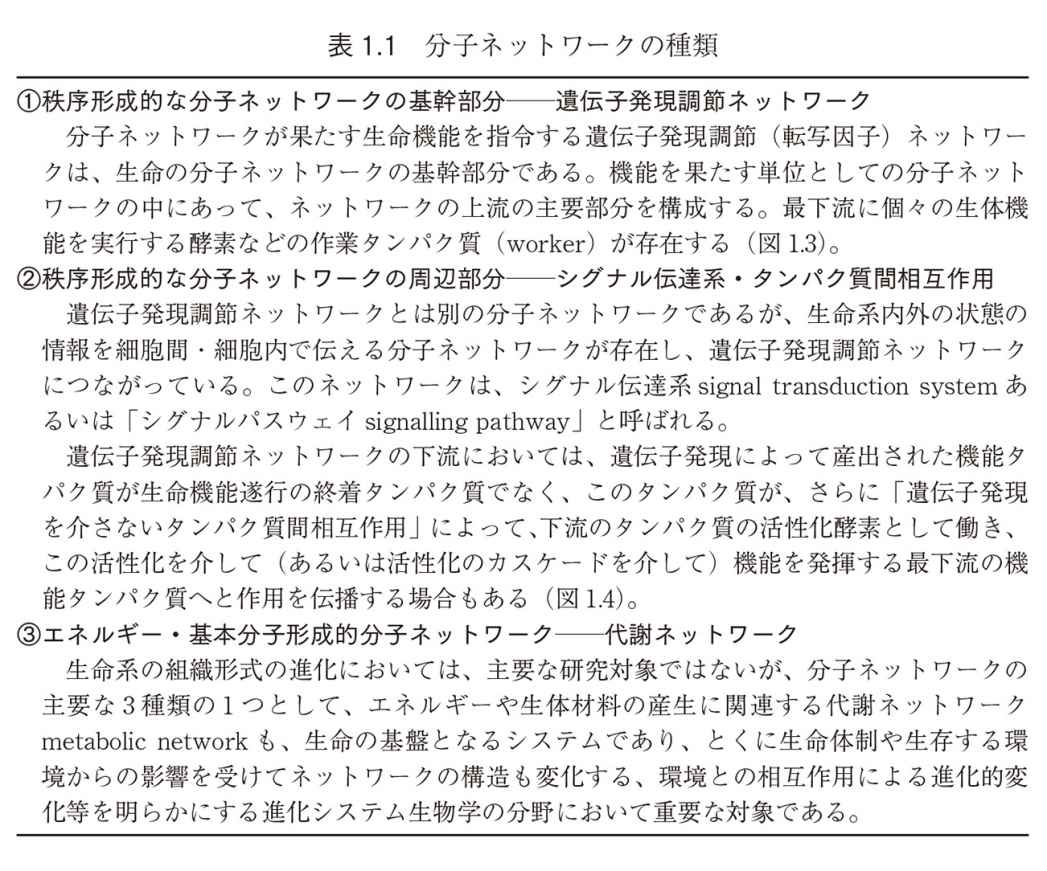 表 1.1　分子ネットワークの種類
①秩序形成的な分子ネットワークの基幹部分──遺伝子発現調節ネットワーク
分子ネットワークが果たす生命機能を指令する遺伝子発現調節（転写因子）ネットワー
クは、生命の分子ネットワークの基幹部分である。機能を果たす単位としての分子ネット
ワークの中にあって、ネットワークの上流の主要部分を構成する。最下流に個々の生体機
能を実行する酵素などの作業タンパク質（worker）が存在する（図 1.3）。
②秩序形成的な分子ネットワークの周辺部分──シグナル伝達系・タンパク質間相互作用
遺伝子発現調節ネットワークとは別の分子ネットワークであるが、生命系内外の状態の
情報を細胞間・細胞内で伝える分子ネットワークが存在し、遺伝子発現調節ネットワーク
につながっている。このネットワークは、シグナル伝達系 signal transduction system あ
るいは「シグナルパスウェイ signalling pathway」と呼ばれる。
遺伝子発現調節ネットワークの下流においては、遺伝子発現によって産出された機能タ
パク質が生命機能遂行の終着タンパク質でなく、このタンパク質が、さらに「遺伝子発現
を介さないタンパク質間相互作用」によって、下流のタンパク質の活性化酵素として働き、
この活性化を介して（あるいは活性化のカスケードを介して）機能を発揮する最下流の機
能タンパク質へと作用を伝播する場合もある（図 1.4）。
③エネルギー・基本分子形成的分子ネットワーク──代謝ネットワーク
生命系の組織形式の進化においては、主要な研究対象ではないが、分子ネットワークの
主要な 3 種類の 1 つとして、エネルギーや生体材料の産生に関連する代謝ネットワーク
metabolic network も、生命の基盤となるシステムであり、とくに生命体制や生存する環
境からの影響を受けてネットワークの構造も変化する、環境との相互作用による進化的変
化等を明らかにする進化システム生物学の分野において重要な対象である。